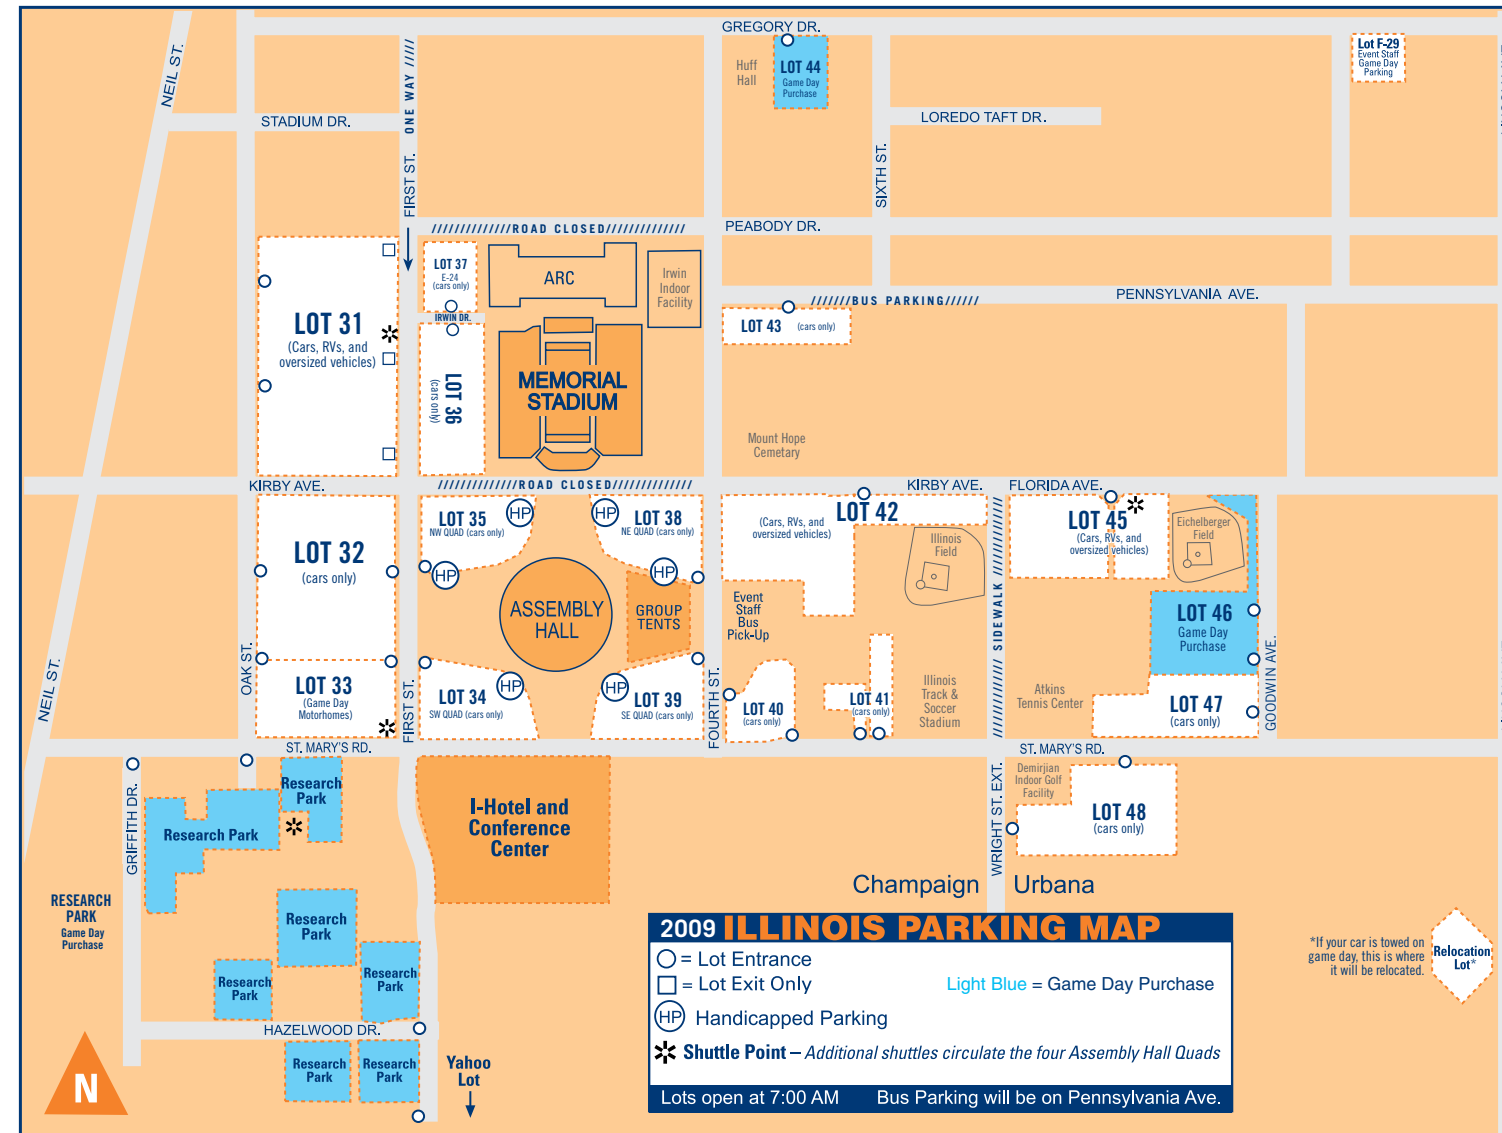 GREGORY DR.
NEIL ST.
ONE WAY /////
Huff
Hall
LOT 44
Game Day
Purchase
Lot F-29
Event Staff
Game Day
Parking
STADIUM DR.
LOREDO TAFT DR.
FIRST ST.
SIXTH ST.
///////////////ROAD CLOSED///////////////
PEABODY DR.
LOT 37
E-24
(cars only)
ARC
Irwin
Indoor
Facility
PENNSYLVANIA AVE.
///////BUS PARKING//////
IRWIN DR.
LOT 43 (cars only)
LOT 31
(Cars, RVs, and
oversized vehicles)
LOT 36
(cars only)
MEMORIAL
STADIUM
Mount Hope
Cemetery
KIRBY AVE.
///////////////ROAD CLOSED///////////////
KIRBY AVE.
FLORIDA AVE.
LOT 35
NW QUAD (cars only)
HP
HP
LOT 38
NE QUAD (cars only)
LOT 42
(Cars, RVs, and
oversized vehicles)
LOT 45
(Cars, RVs, and
oversized vehicles)
Eichelberger
Field
Illinois
Field
LOT 32
(cars only)
HP
HP
ASSEMBLY
HALL
GROUP
TENTS
Event
Staff
Bus
Pick-Up
/////////// SIDEWALK ///////////
LOT 46
Game Day
Purchase
OAK ST.
NEIL ST.
LOT 33
(Game Day
Motorhomes)
FIRST ST.
LOT 34
SW QUAD (cars only)
HP
HP
LOT 39
SE QUAD (cars only)
FOURTH ST.
LOT 40
(cars only)
LOT 41
(cars only)
Illinois
Track &
Soccer
Stadium
Atkins
Tennis Center
LOT 47
(cars only)
GOODWIN AVE.
ST. MARY'S RD.
ST. MARY'S RD.
GRIFFITH DR.
Research
Park
Research Park
I-Hotel and
Conference
Center
WRIGHT ST. EXT.
Demirjian
Indoor Golf
Facility
LOT 48
(cars only)
Champaign
Urbana
RESEARCH
PARK
Game Day
Purchase
Research
Park
Research
Park
Research
Park
HAZELWOOD DR.
Research
Park
Research
Park
Yahoo
Lot
N
2009 ILLINOIS PARKING MAP
= Lot Entrance
= Lot Exit Only
Light Blue = Game Day Purchase
HP Handicapped Parking
Shuttle Point – Additional shuttles circulate the four Assembly Hall Quads
Lots open at 7:00 AM Bus Parking will be on Pennsylvania Ave.
*If your car is towed on
game day, this is where
it will be relocated.
Relocation
Lot*